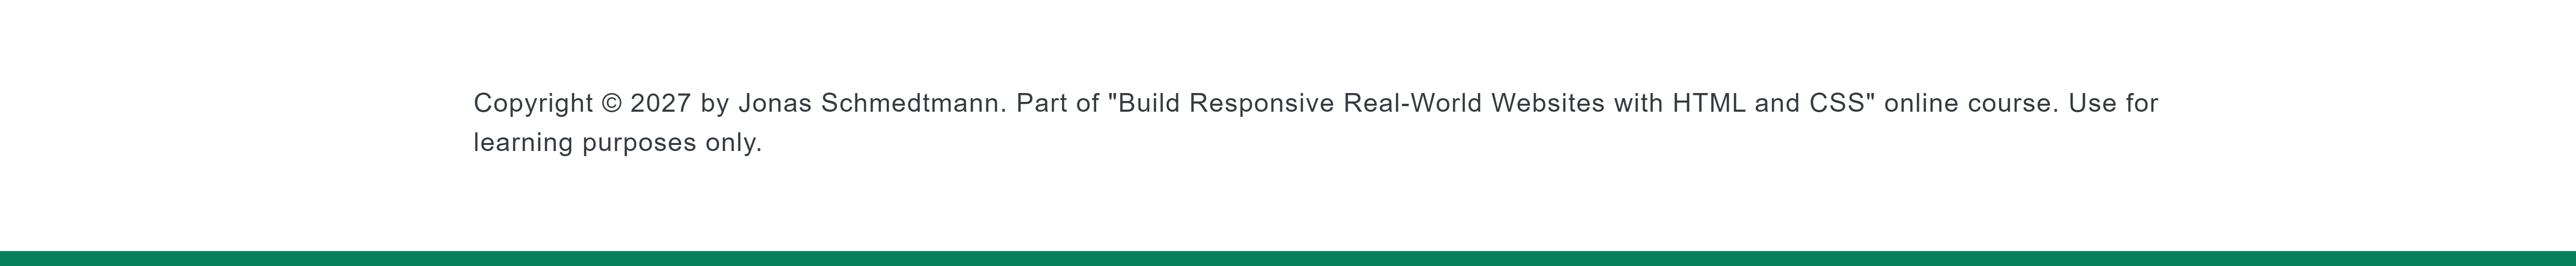 Copyright © 2027 by Jonas Schmedtmann. Part of "Build Responsive Real-World Websites with HTML and CSS" online course. Use for
learning purposes only.